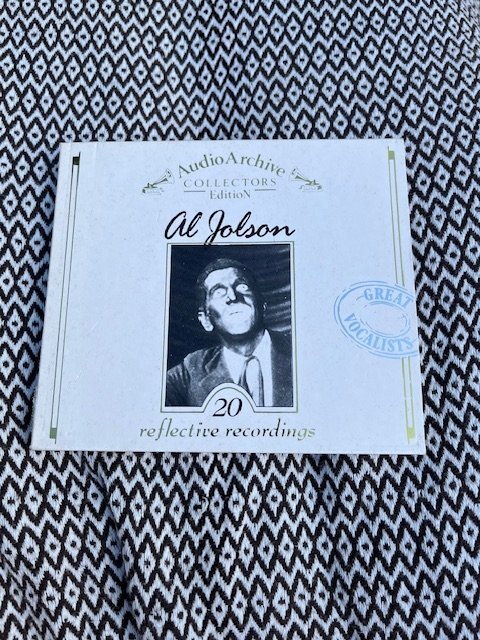 AudioArchive
COLLECTORS
EditioN
Al Jolson
20
reflective recordings
GREAT
VOCALISTS